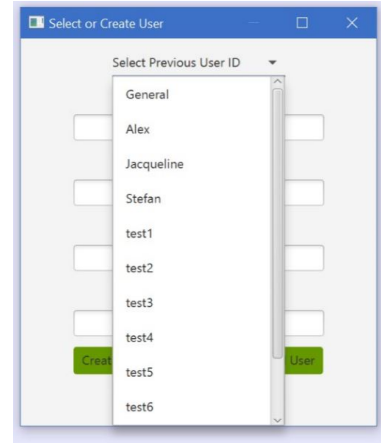 Select or Create User
Select Previous User ID
General
Alex
Jacqueline
Stefan
test1
test2
test3
test4
Creat User
test5
test6